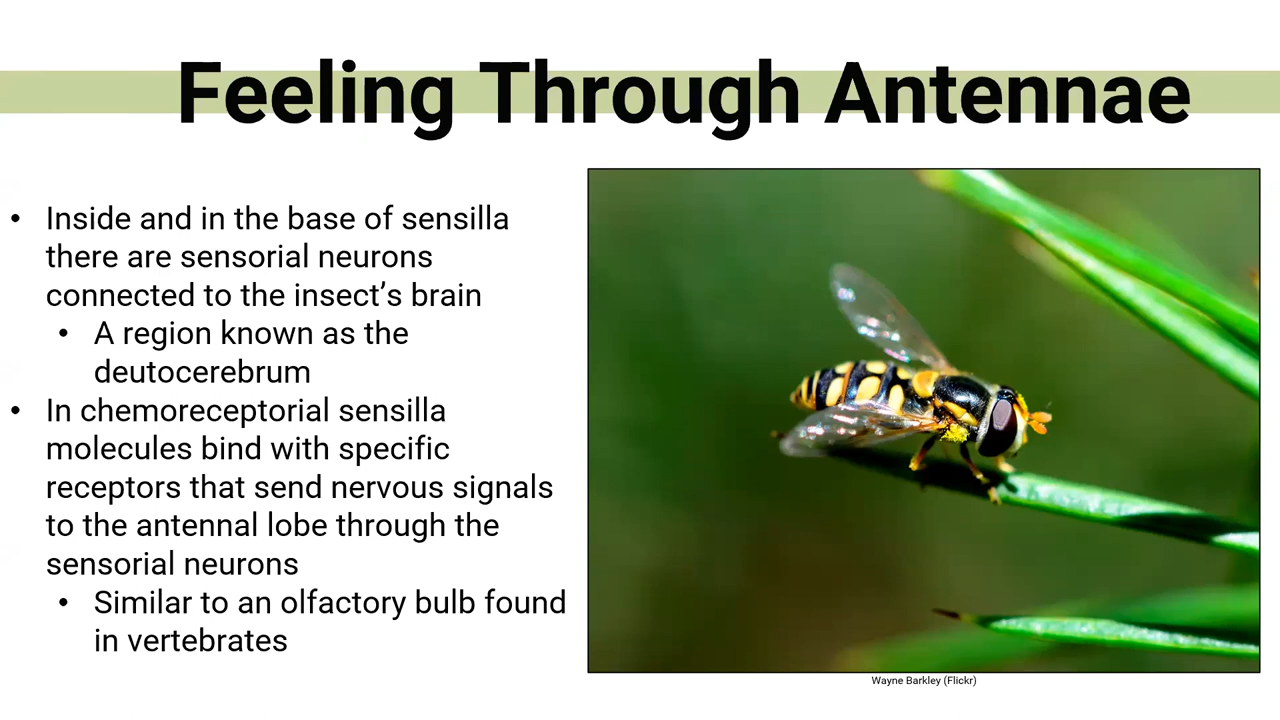 Feeling Through Antennae
• Inside and in the base of sensilla
there are sensorial neurons
connected to the insect’s brain
• A region known as the
deutocerebrum
• In chemoreceptorial sensilla
molecules bind with specific
receptors that send nervous signals
to the antennal lobe through the
sensorial neurons
• Similar to an olfactory bulb found
in vertebrates
Wayne Barkley (Flickr)